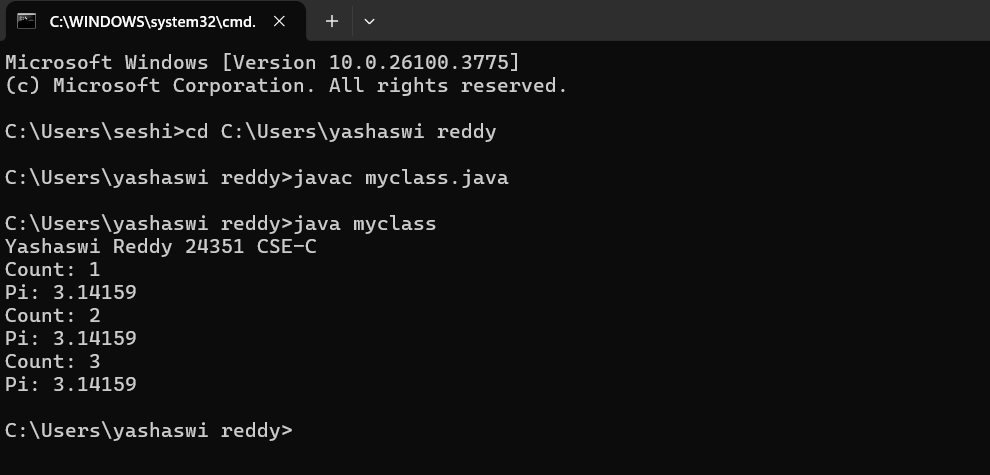 C:\WINDOWS\system32\cmd.
Microsoft Windows [Version 10.0.26100.3775]
(c) Microsoft Corporation. All rights reserved.
C:\Users\seshi>cd C:\Users\yashaswi reddy
C:\Users\yashaswi reddy>javac myclass.java
C:\Users\yashaswi reddy>java myclass
Yashaswi Reddy 24351 CSE-C
Count: 1
Pi: 3.14159
Count: 2
Pi: 3.14159
Count: 3
Pi: 3.14159
C:\Users\yashaswi reddy>